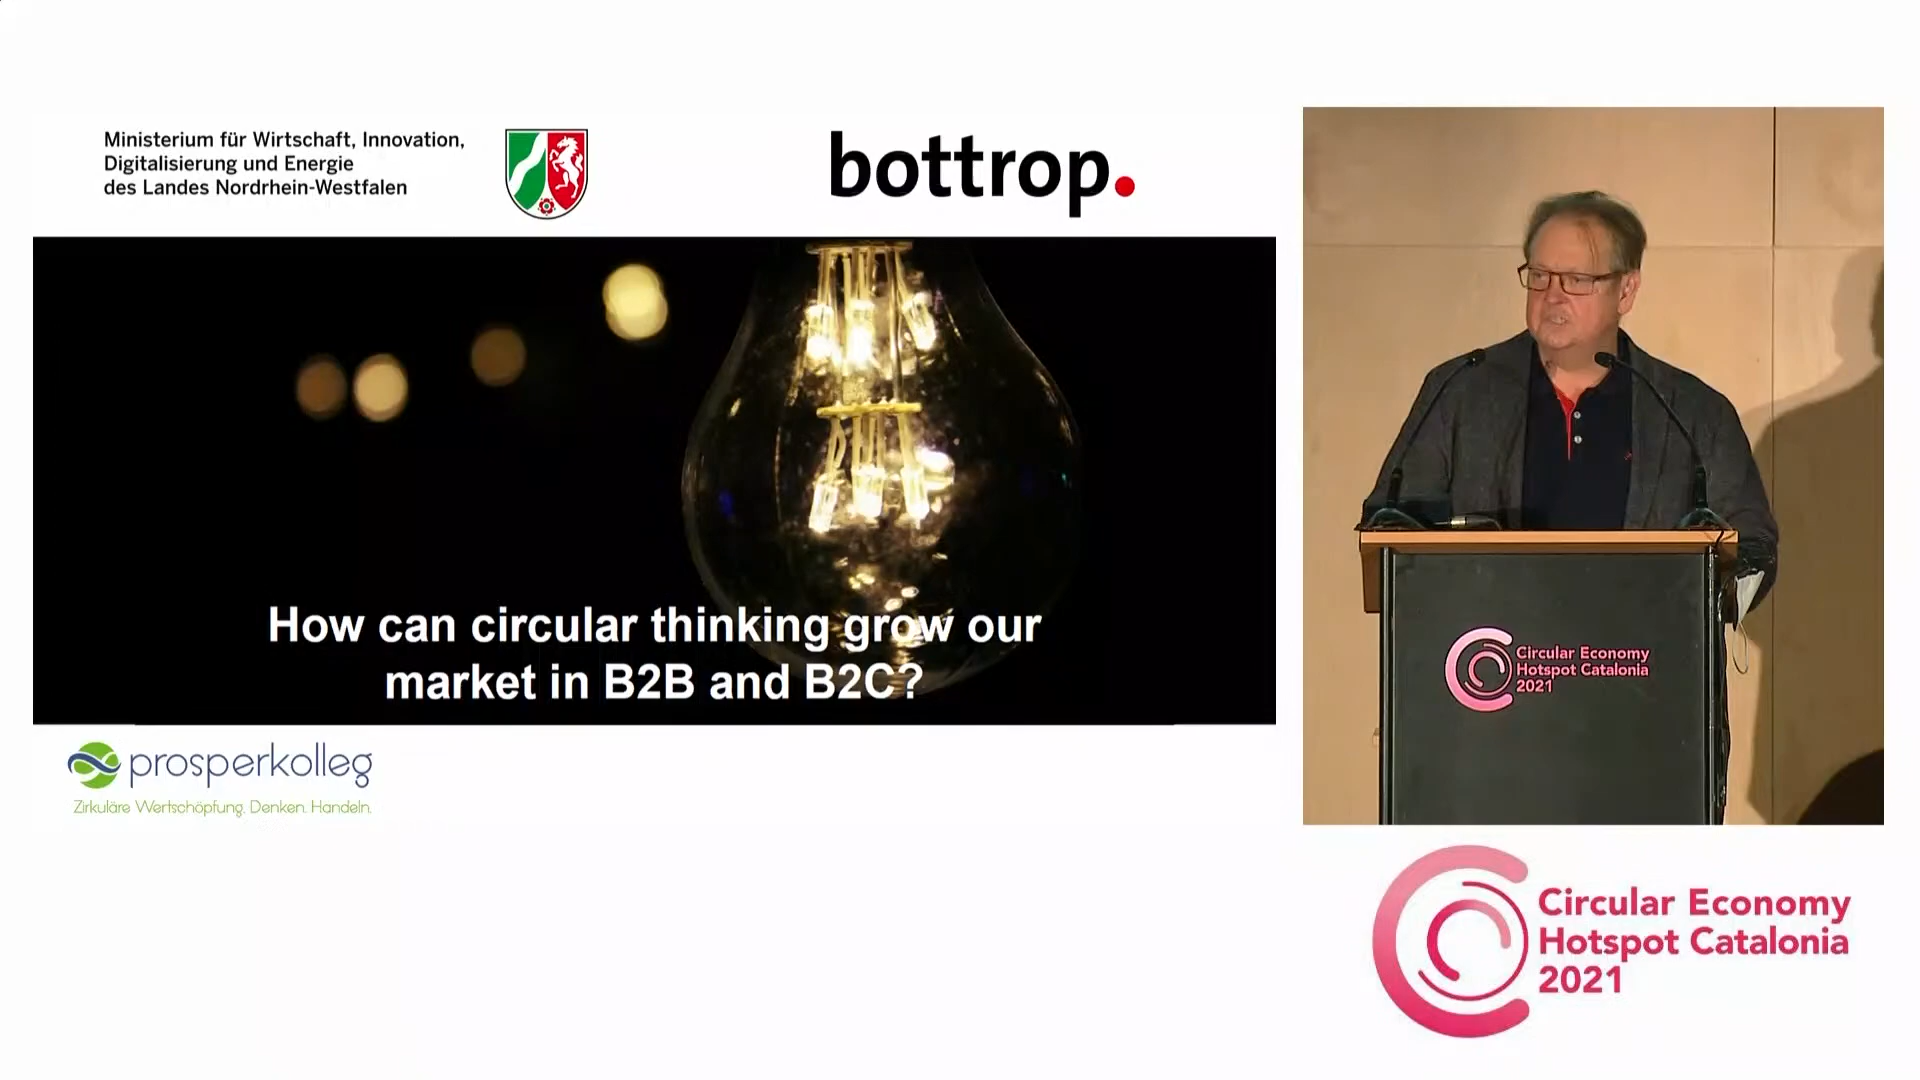 Ministerium für Wirtschaft, Innovation,
Digitalisierung und Energie
des Landes Nordrhein-Westfalen
bottrop.
How can circular thinking grow our
market in B2B and B2C?
prosperkolleg
Zirkuläre Wertschöpfung. Denken. Handeln.
Circular Economy
Hotspot Catalonia
2021
Circular Economy
Hotspot Catalonia
2021